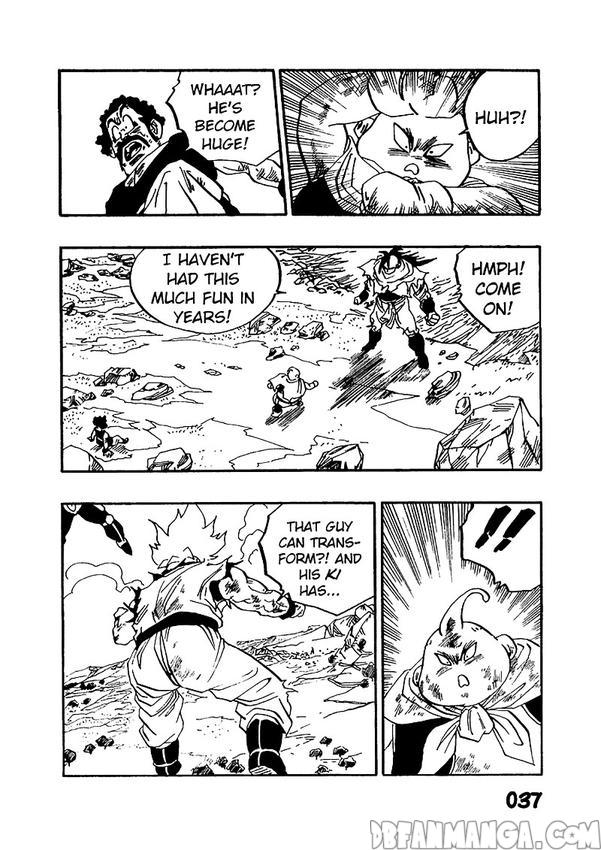 HUH?!
WHAAAT?
HE'S
BECOME
HUGE!
HMPH!
COME
ON!
I HAVEN'T
HAD THIS
MUCH FUN IN
YEARS!
!!
THAT GUY
CAN TRANS-
FORM?! AND
HIS KI
HAS...
037
DBFANMANGA.COM